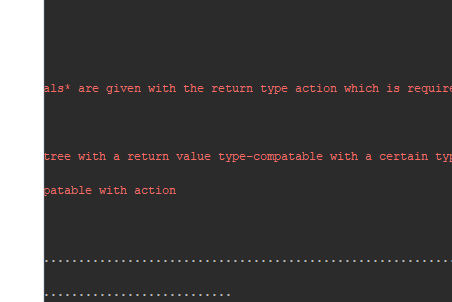 als* are given with the return type action which is require
tree with a return value type-compatable with a certain typ
patable with action
................................................................
...........................